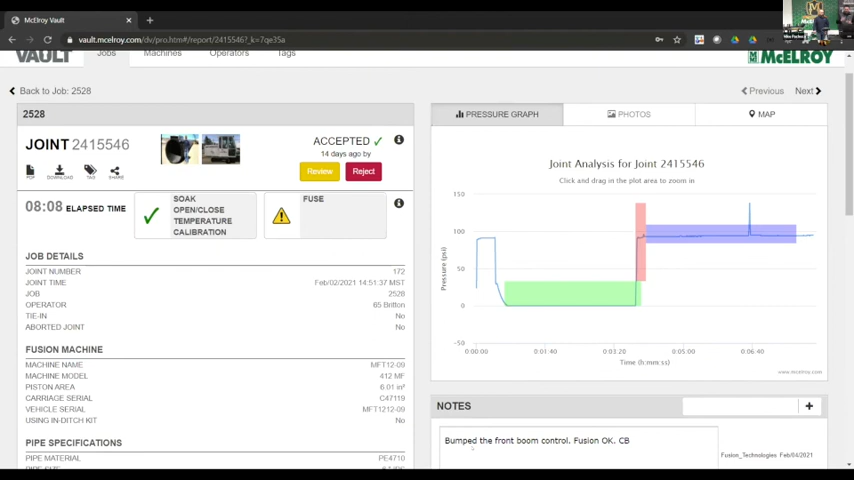 McElroy Vault
vault.mcelroy.com/dv/pro.htm#/report/2415546?_k=7qe35a
VAULT
Jobs
Machines
Operators
Tags
McELROY
Back to Job: 2528
Previous
Next
2528
JOINT 2415546
PDF
DOWNLOAD
TAG
SHARE
ACCEPTED
14 days ago by
Review
Reject
08:08 ELAPSED TIME
SOAK
OPEN/CLOSE
TEMPERATURE
CALIBRATION
FUSE
JOB DETAILS
JOINT NUMBER 172
JOINT TIME Feb/02/2021 14:51:37 MST
JOB 2528
OPERATOR 65 Britton
TIE-IN No
ABORTED JOINT No
FUSION MACHINE
MACHINE NAME MFT12-09
MACHINE MODEL 412 MF
PISTON AREA 6.01 in²
CARRIAGE SERIAL C47119
VEHICLE SERIAL MFT1212-09
USING IN-DITCH KIT No
PIPE SPECIFICATIONS
PIPE MATERIAL PE4710
PRESSURE GRAPH
PHOTOS
MAP
Joint Analysis for Joint 2415546
Click and drag in the plot area to zoom in
Pressure (psi)
150
100
50
0
-50
0:00:00
0:01:40
0:03:20
0:05:00
0:06:40
Time (h:mm:ss)
www.mcelroy.com
NOTES
Bumped the front boom control. Fusion OK. CB
Fusion_Technologies Feb/04/2021